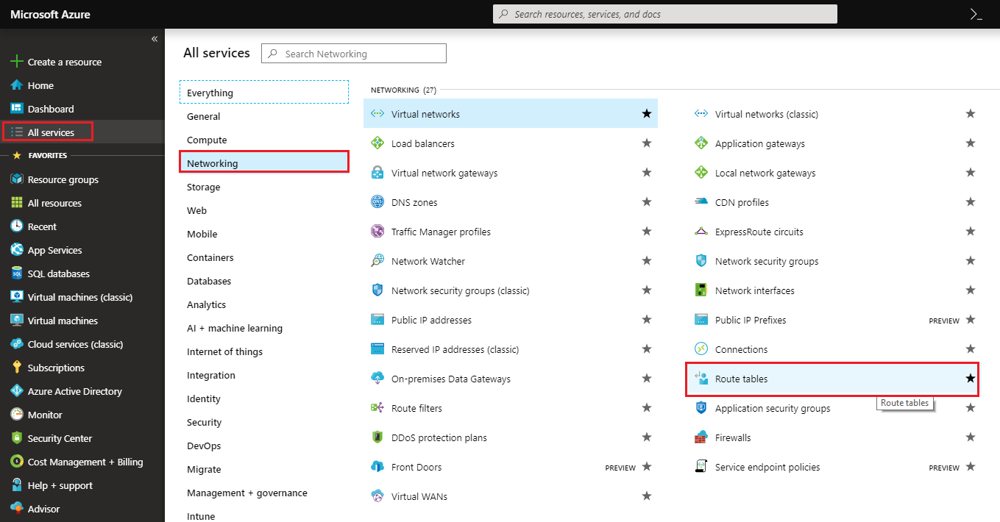 Microsoft Azure
Search resources, services, and docs
Create a resource
Home
Dashboard
All services
FAVORITES
Resource groups
All resources
Recent
App Services
SQL databases
Virtual machines (classic)
Virtual machines
Cloud services (classic)
Subscriptions
Azure Active Directory
Monitor
Security Center
Cost Management + Billing
Help + support
Advisor
All services
Search Networking
Everything
General
Compute
Networking
Storage
Web
Mobile
Containers
Databases
Analytics
AI + machine learning
Internet of things
Integration
Identity
Security
DevOps
Migrate
Management + governance
Intune
NETWORKING (27)
Virtual networks
Load balancers
Virtual network gateways
DNS zones
Traffic Manager profiles
Network Watcher
Network security groups (classic)
Public IP addresses
Reserved IP addresses (classic)
On-premises Data Gateways
Route filters
DDoS protection plans
Front Doors PREVIEW
Virtual WANs
Virtual networks (classic)
Application gateways
Local network gateways
CDN profiles
ExpressRoute circuits
Network security groups
Network interfaces
Public IP Prefixes PREVIEW
Connections
Route tables
Route tables
Application security groups
Firewalls
Service endpoint policies PREVIEW